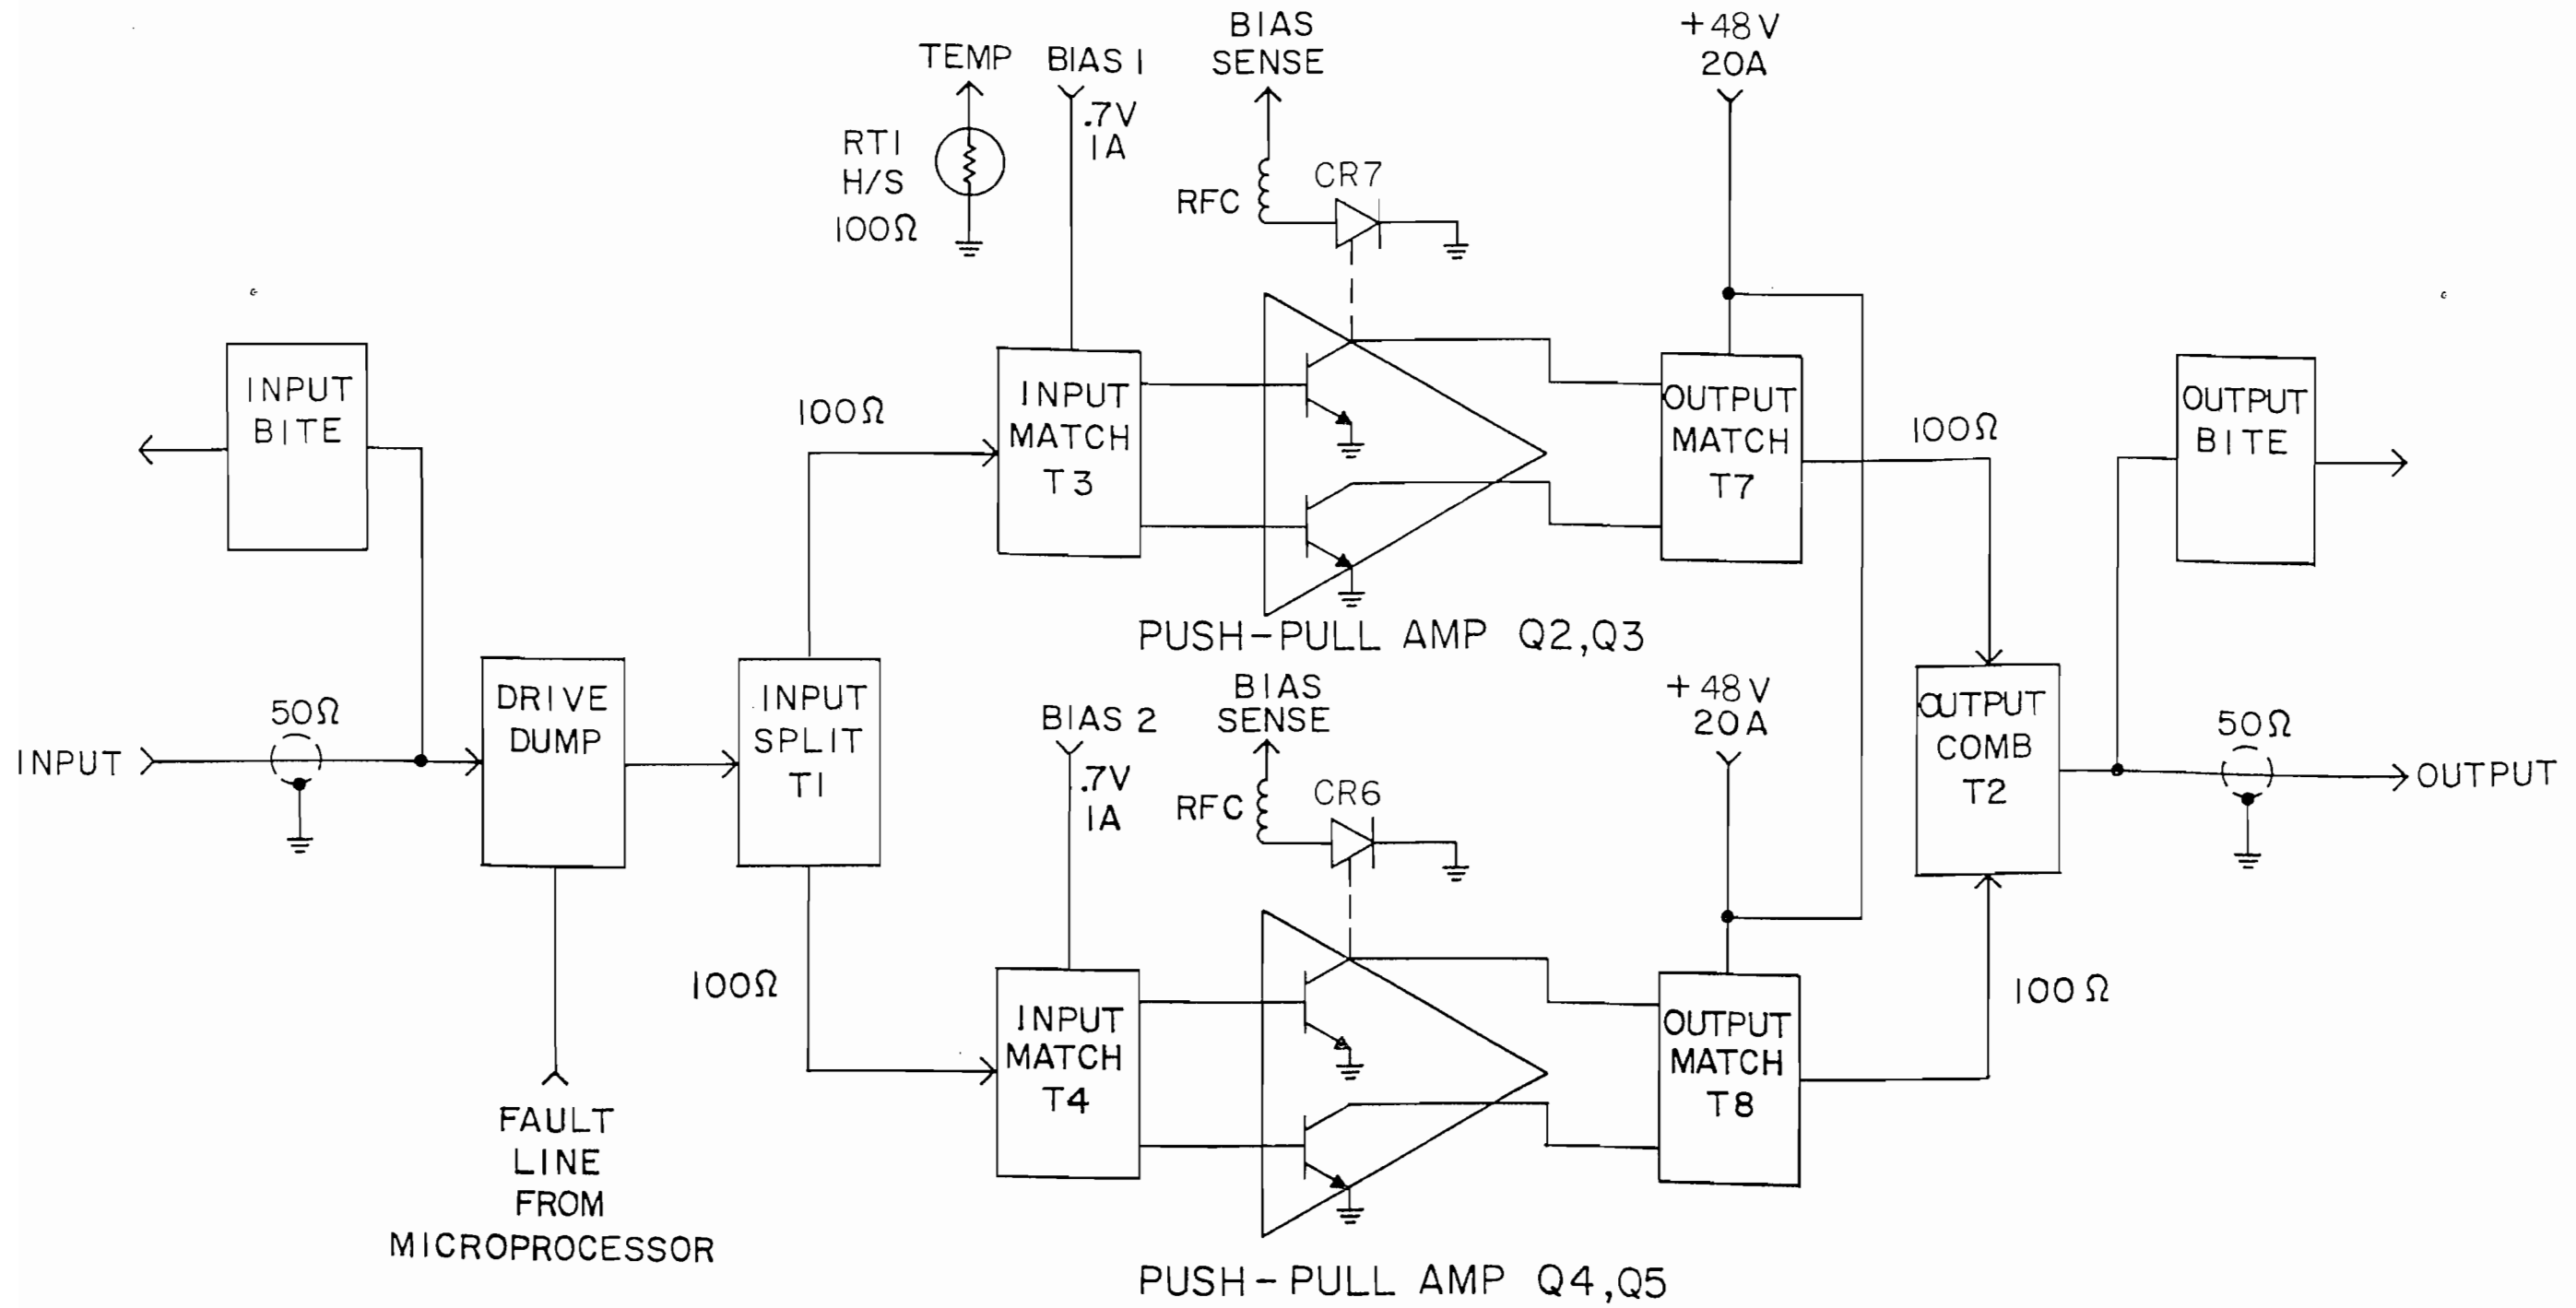 BIAS
SENSE
+48V
20A
TEMP
BIAS 1
.7V
1A
RT1
H/S
100Ω
RFC
CR7
INPUT
BITE
100Ω
INPUT
MATCH
T3
OUTPUT
MATCH
T7
100Ω
OUTPUT
BITE
PUSH-PULL AMP Q2,Q3
INPUT
50Ω
DRIVE
DUMP
INPUT
SPLIT
T1
BIAS 2
.7V
1A
BIAS
SENSE
RFC
CR6
+48V
20A
OUTPUT
COMB
T2
50Ω
OUTPUT
100Ω
INPUT
MATCH
T4
OUTPUT
MATCH
T8
100Ω
FAULT
LINE
FROM
MICROPROCESSOR
PUSH-PULL AMP Q4,Q5